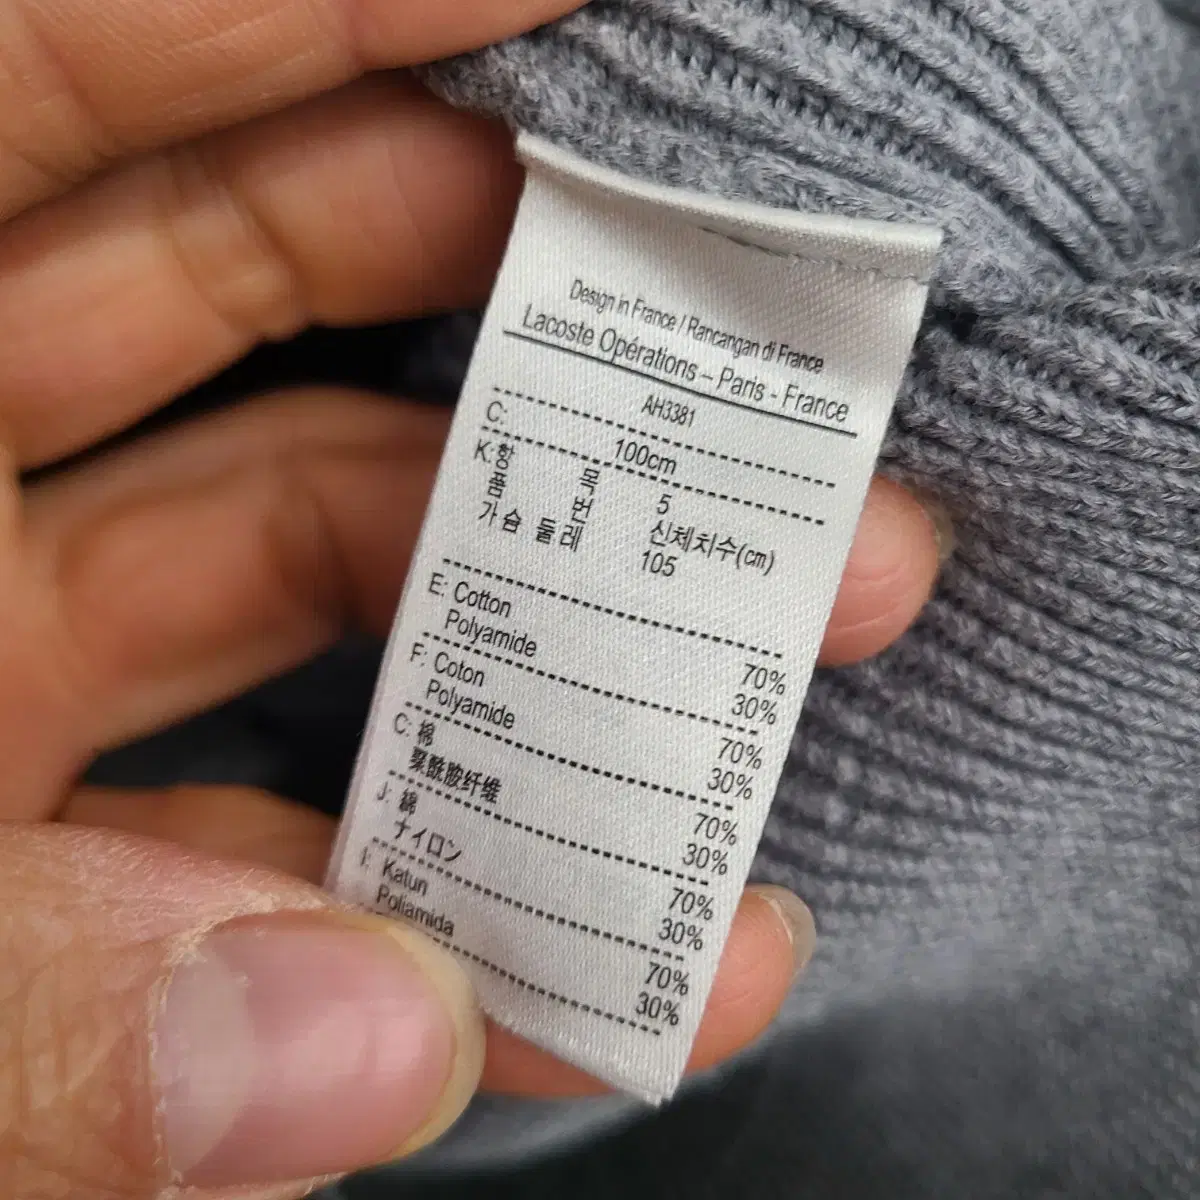 Design in France / Rancangan di France
Lacoste Opérations – Paris - France
AH3381
C: 100cm
K: 항 목 5
품 번 신체치수(cm)
가슴 둘레 105
E: Cotton 70%
Polyamide 30%
F: Coton 70%
Polyamide 30%
C: 棉 70%
聚酰胺纤维 30%
J: 綿 70%
ナイロン 30%
I: Katun 70%
Poliamida 30%